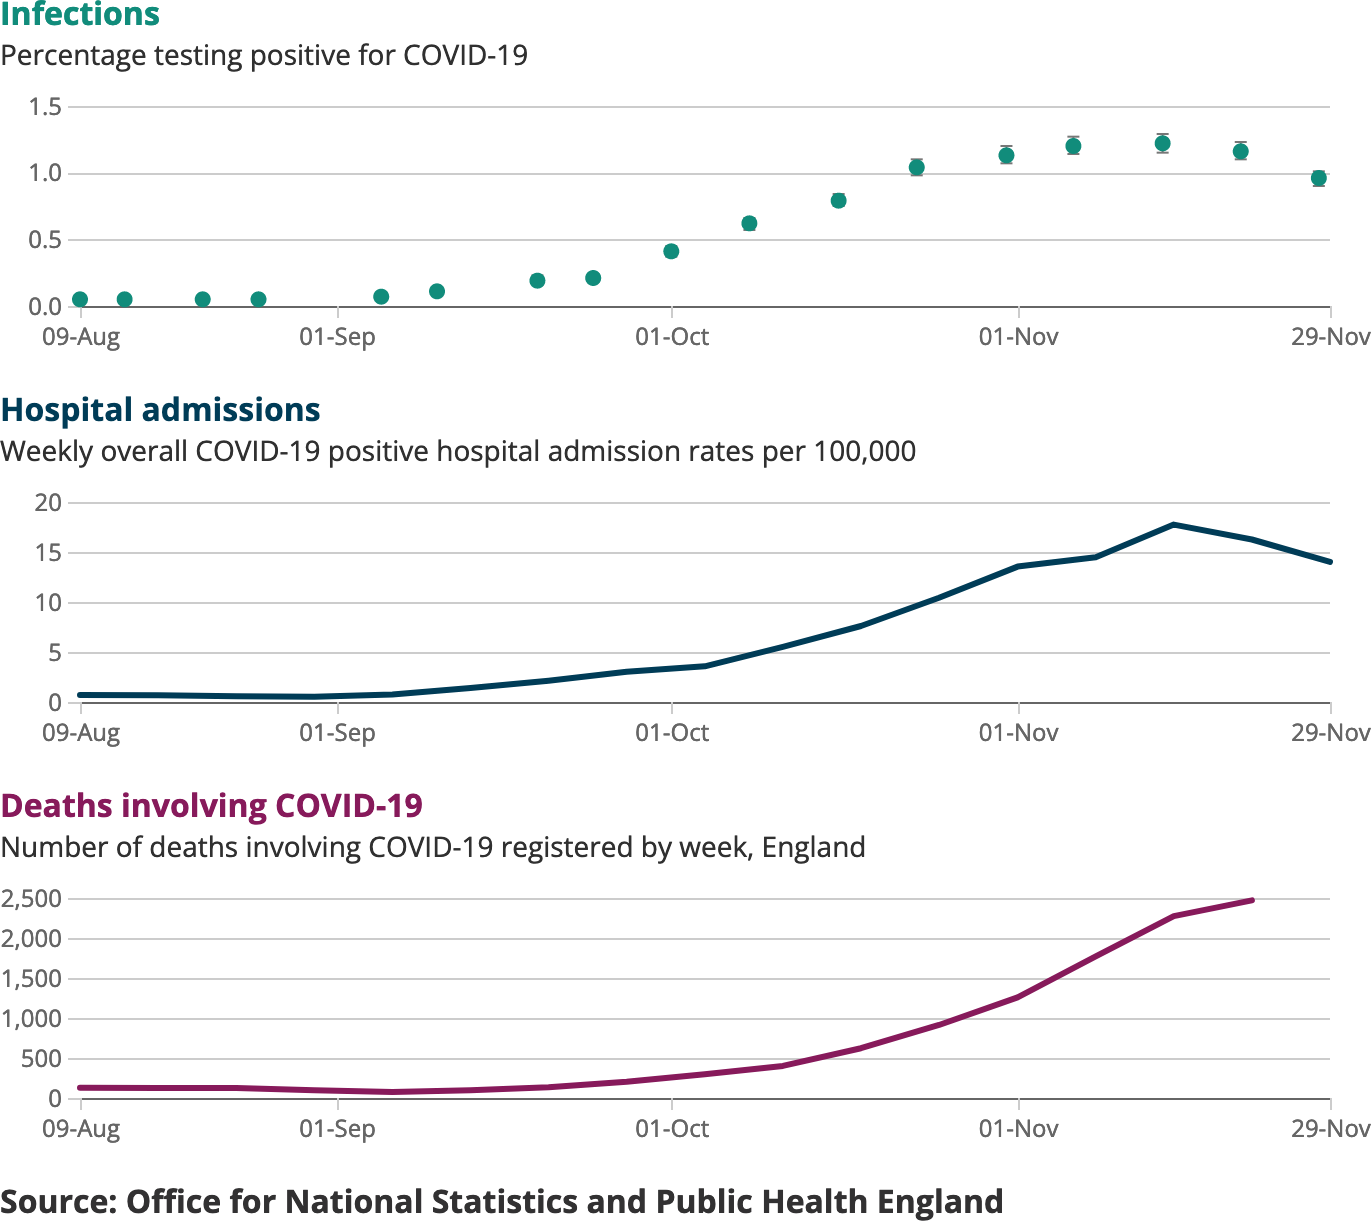 Infections
Percentage testing positive for COVID-19
1.5
1.0
0.5
0.0
09-Aug 01-Sep 01-Oct 01-Nov 29-Nov
Hospital admissions
Weekly overall COVID-19 positive hospital admission rates per 100,000
20
15
10
5
0
09-Aug 01-Sep 01-Oct 01-Nov 29-Nov
Deaths involving COVID-19
Number of deaths involving COVID-19 registered by week, England
2,500
2,000
1,500
1,000
500
0
09-Aug 01-Sep 01-Oct 01-Nov 29-Nov
Source: Office for National Statistics and Public Health England